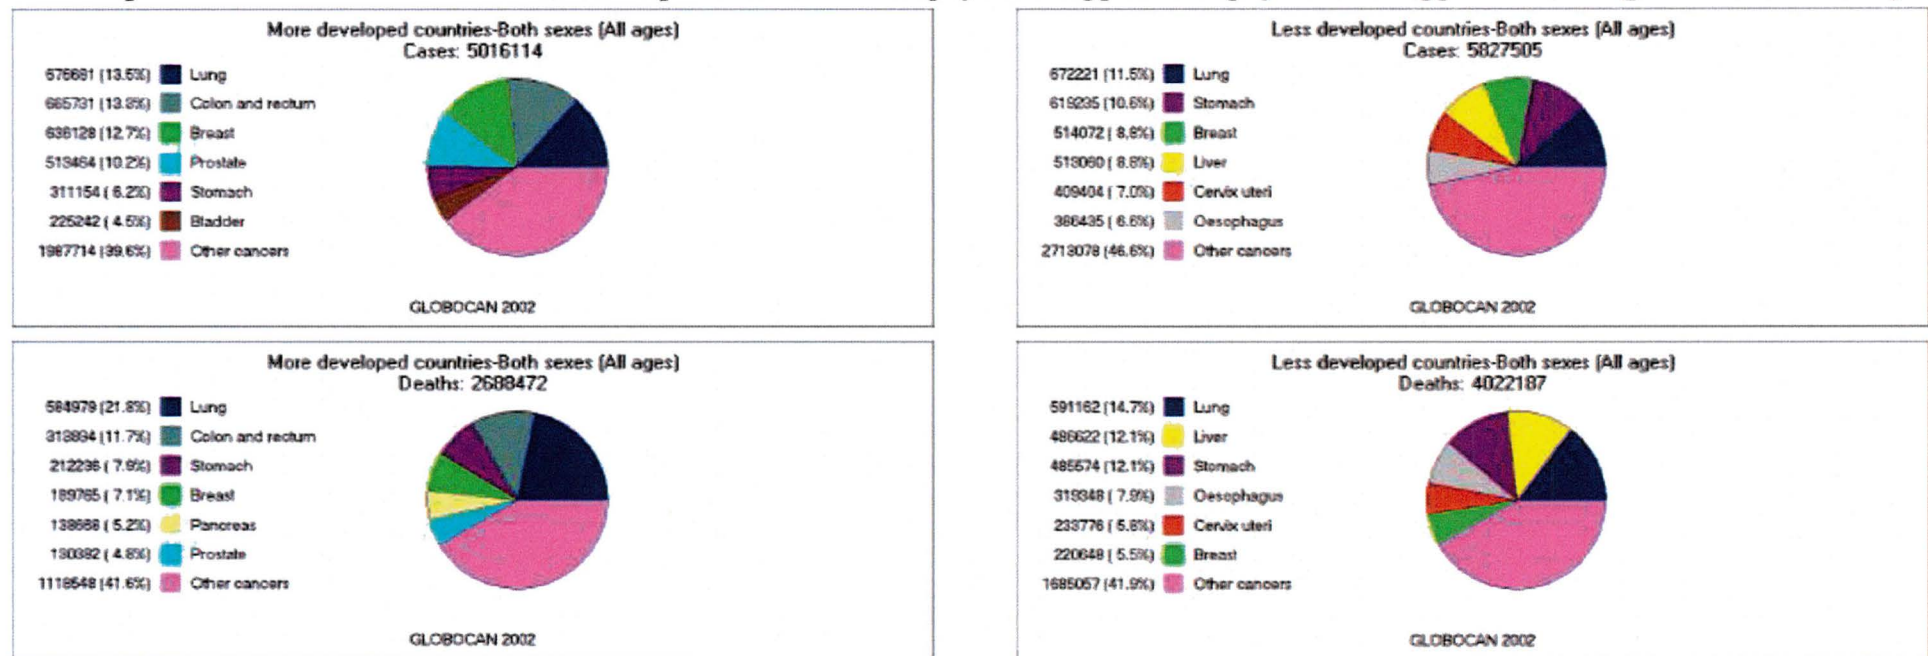 More developed countries-Both sexes (All ages)
Cases: 5016114
676681 (13.5%) Lung
665731 (13.3%) Colon and rectum
636128 (12.7%) Breast
513464 (10.2%) Prostate
311154 ( 6.2%) Stomach
225242 ( 4.5%) Bladder
1987714 (39.6%) Other cancers
GLOBOCAN 2002
Less developed countries-Both sexes (All ages)
Cases: 5827505
672221 (11.5%) Lung
619235 (10.6%) Stomach
514072 ( 8.8%) Breast
513060 ( 8.8%) Liver
409404 ( 7.0%) Cervix uteri
386435 ( 6.6%) Oesophagus
2713078 (46.6%) Other cancers
GLOBOCAN 2002
More developed countries-Both sexes (All ages)
Deaths: 2688472
584979 (21.8%) Lung
313894 (11.7%) Colon and rectum
212236 ( 7.9%) Stomach
189765 ( 7.1%) Breast
138668 ( 5.2%) Pancreas
130382 ( 4.8%) Prostate
1118548 (41.6%) Other cancers
GLOBOCAN 2002
Less developed countries-Both sexes (All ages)
Deaths: 4022187
591162 (14.7%) Lung
486622 (12.1%) Liver
485574 (12.1%) Stomach
319348 ( 7.9%) Oesophagus
233776 ( 5.8%) Cervix uteri
220648 ( 5.5%) Breast
1685057 (41.9%) Other cancers
GLOBOCAN 2002